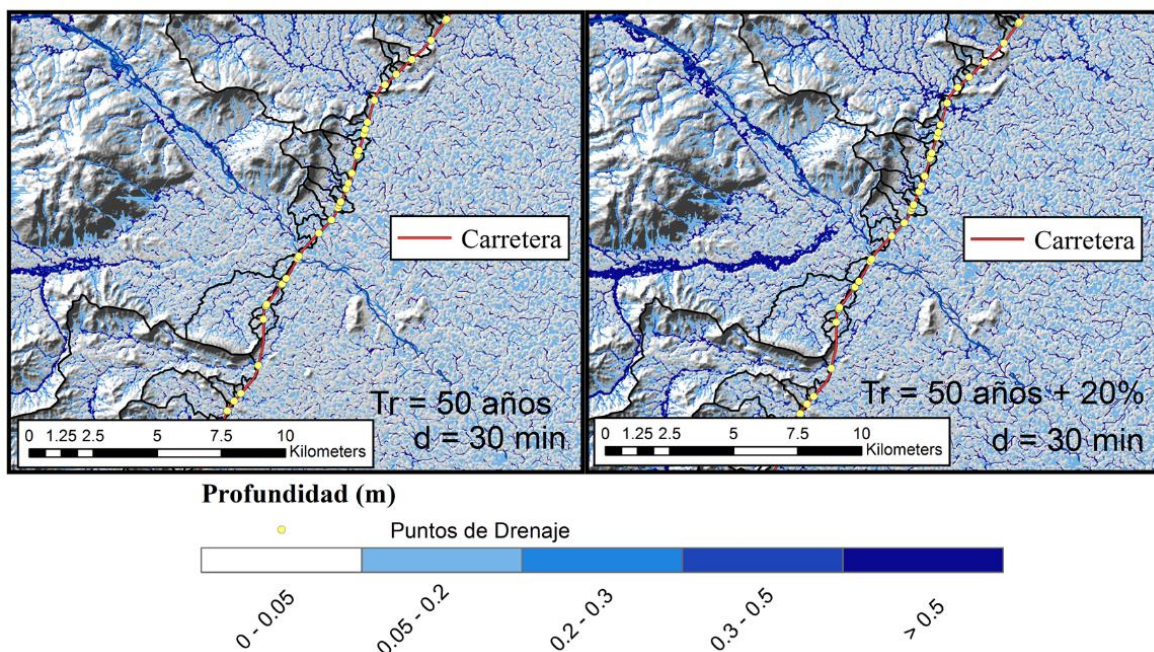 Carretera
Tr = 50 años
d = 30 min
0 1.25 2.5 5 7.5 10
Kilometers
Carretera
Tr = 50 años + 20%
d = 30 min
0 1.25 2.5 5 7.5 10
Kilometers
Profundidad (m)
Puntos de Drenaje
0 - 0.05
0.05 - 0.2
0.2 - 0.3
0.3 - 0.5
> 0.5